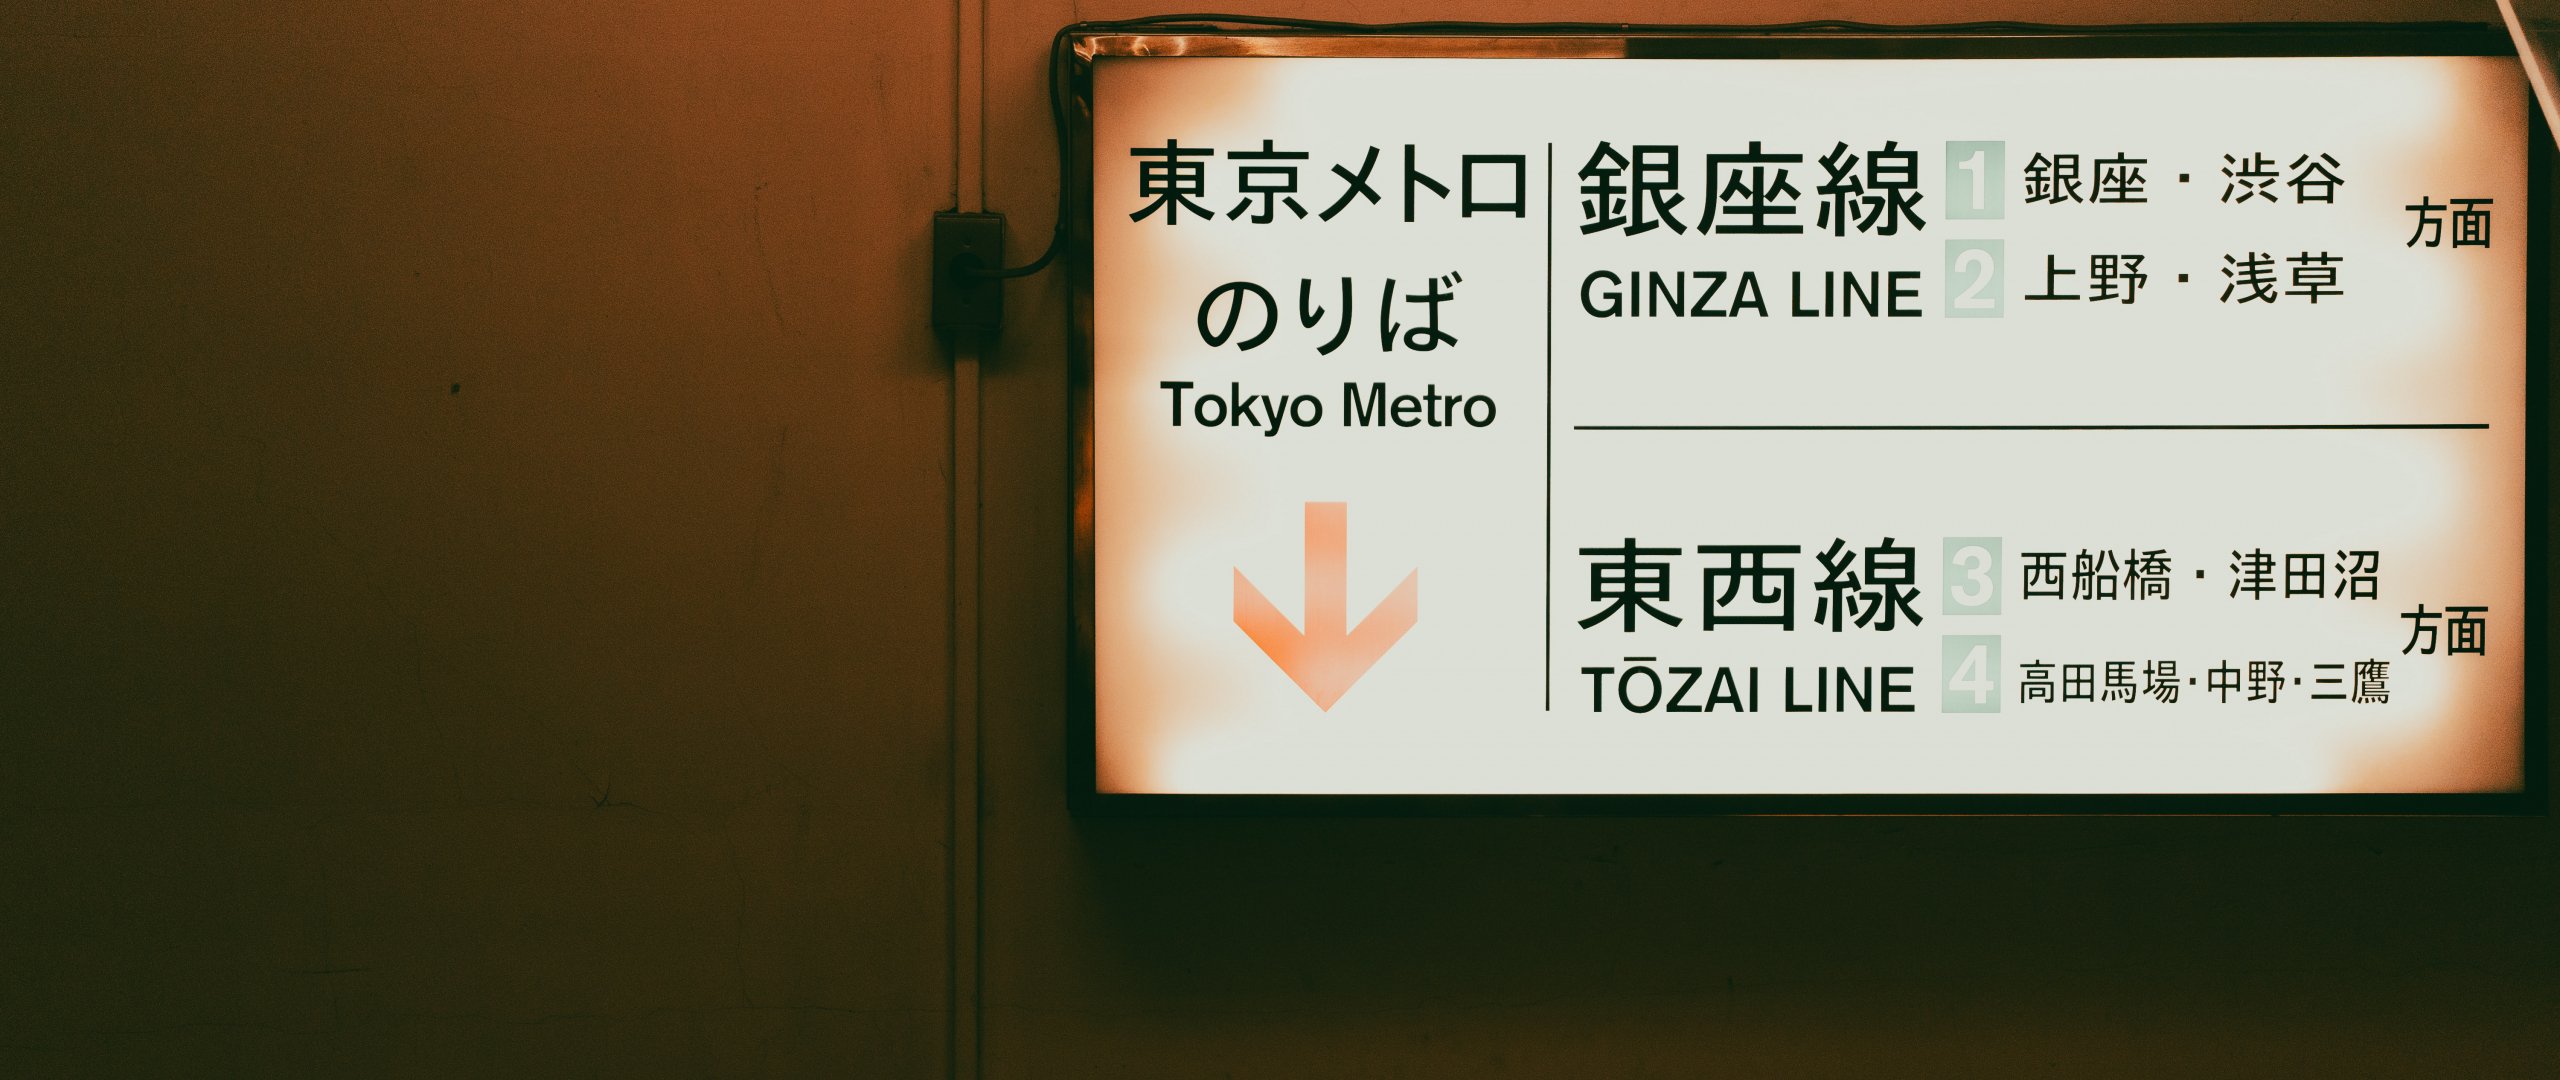 東京メトロ
のりば
Tokyo Metro
銀座線 1 銀座・渋谷
方面
GINZA LINE 2 上野・浅草
東西線 3 西船橋・津田沼
方面
TŌZAI LINE 4 高田馬場・中野・三鷹